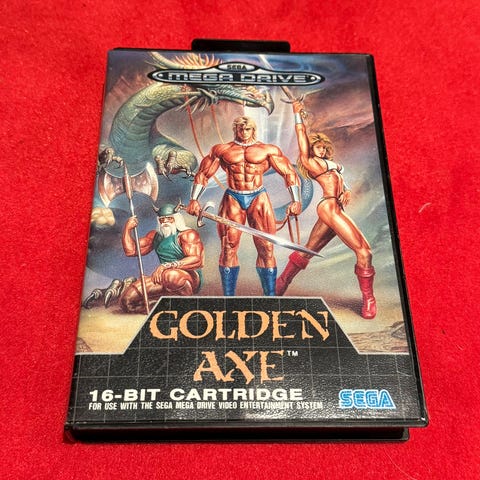 SEGA
MEGA DRIVE
GOLDEN
AXE™
16-BIT CARTRIDGE
FOR USE WITH THE SEGA MEGA DRIVE VIDEO ENTERTAINMENT SYSTEM
SEGA